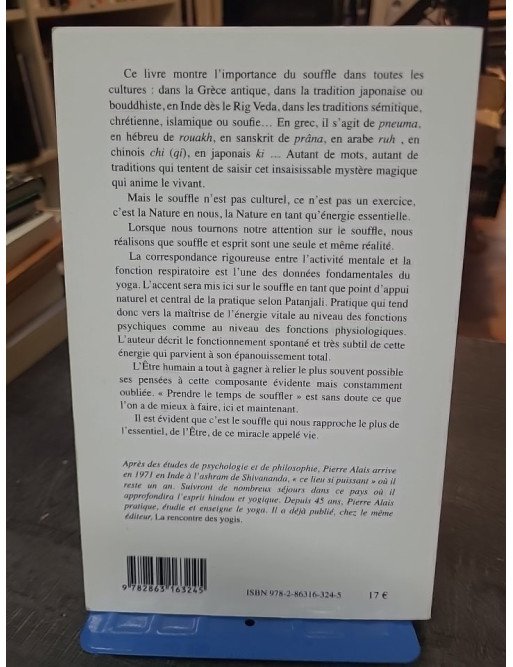 Ce livre montre l'importance du souffle dans toutes les
cultures : dans la Grèce antique, dans la tradition japonaise ou
bouddhiste, en Inde dès le Rig Veda, dans les traditions sémitique,
chrétienne, islamique ou soufie… En grec, il s'agit de pneuma,
en hébreu de rouakh, en sanskrit de prâna, en arabe ruh , en
chinois chi (qi), en japonais ki … Autant de mots, autant de
traditions qui tentent de saisir cet insaisissable mystère magique
qui anime le vivant.
Mais le souffle n'est pas culturel, ce n'est pas un exercice,
c'est la Nature en nous, la Nature en tant qu'énergie essentielle.
Lorsque nous tournons notre attention sur le souffle, nous
réalisons que souffle et esprit sont une seule et même réalité.
La correspondance rigoureuse entre l'activité mentale et la
fonction respiratoire est l'une des données fondamentales du
yoga. L'accent sera mis ici sur le souffle en tant que point d'appui
naturel et central de la pratique selon Patanjali. Pratique qui tend
donc vers la maîtrise de l'énergie vitale au niveau des fonctions
psychiques comme au niveau des fonctions physiologiques.
L'auteur décrit le fonctionnement spontané et très subtil de cette
énergie qui parvient à son épanouissement total.
L'Être humain a tout à gagner à relier le plus souvent possible
ses pensées à cette composante évidente mais constamment
oubliée. « Prendre le temps de souffler » est sans doute ce que
l'on a de mieux à faire, ici et maintenant.
Il est évident que c'est le souffle qui nous rapproche le plus de
l'essentiel, de l'Être, de ce miracle appelé vie.
Après des études de psychologie et de philosophie, Pierre Alais arrive
en 1971 en Inde à l'ashram de Shivananda, « ce lieu si puissant » où il
reste un an. Suivront de nombreux séjours dans ce pays où il
approfondira l'esprit hindou et yogique. Depuis 45 ans, Pierre Alais
pratique, étudie et enseigne le yoga. Il a déjà publié, chez le même
éditeur, La rencontre des yogis.
9 782863 163245
ISBN 978-2-86316-324-5
17 €